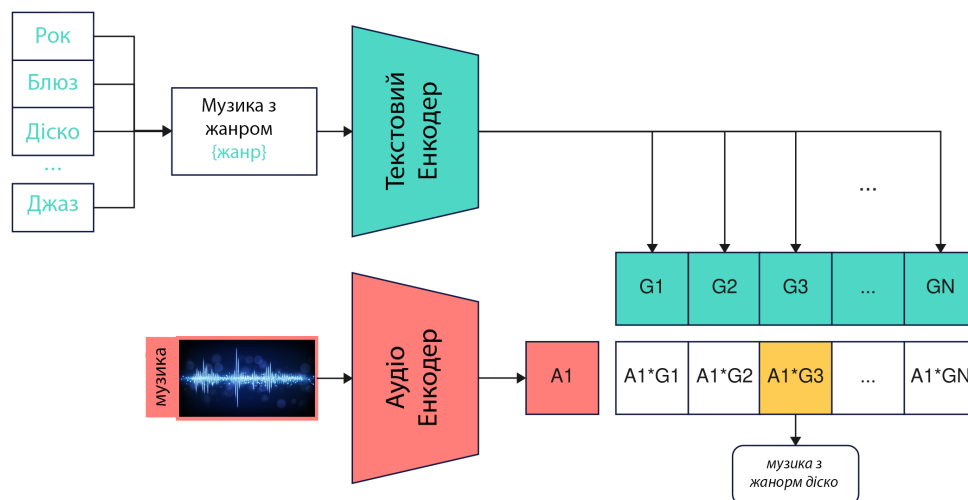 Рок
Блюз
Діско
...
Джаз
Музика з
жанром
{жанр}
Текстовий
Енкодер
...
G1 G2 G3 ... GN
музика
Аудіо
Енкодер
A1
A1*G1 A1*G2 A1*G3 ... A1*GN
музика з
жанорм діско